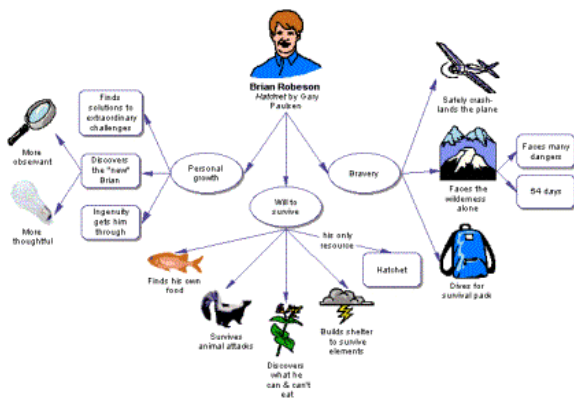 Brian Robeson
Hatchet by Gary
Paulsen
Finds
solutions to
extraordinary
challenges
More
observant
Discovers
the "new"
Brian
More
thoughtful
Ingenuity
gets him
through
Personal
growth
Will to
survive
Bravery
Safely crash-
lands the plane
Faces the
wilderness
alone
Faces many
dangers
54 days
Dives for
survival pack
his only
resource
Hatchet
Finds his own
food
Survives
animal attacks
Discovers
what he
can & can't
eat
Builds shelter
to survive
elements